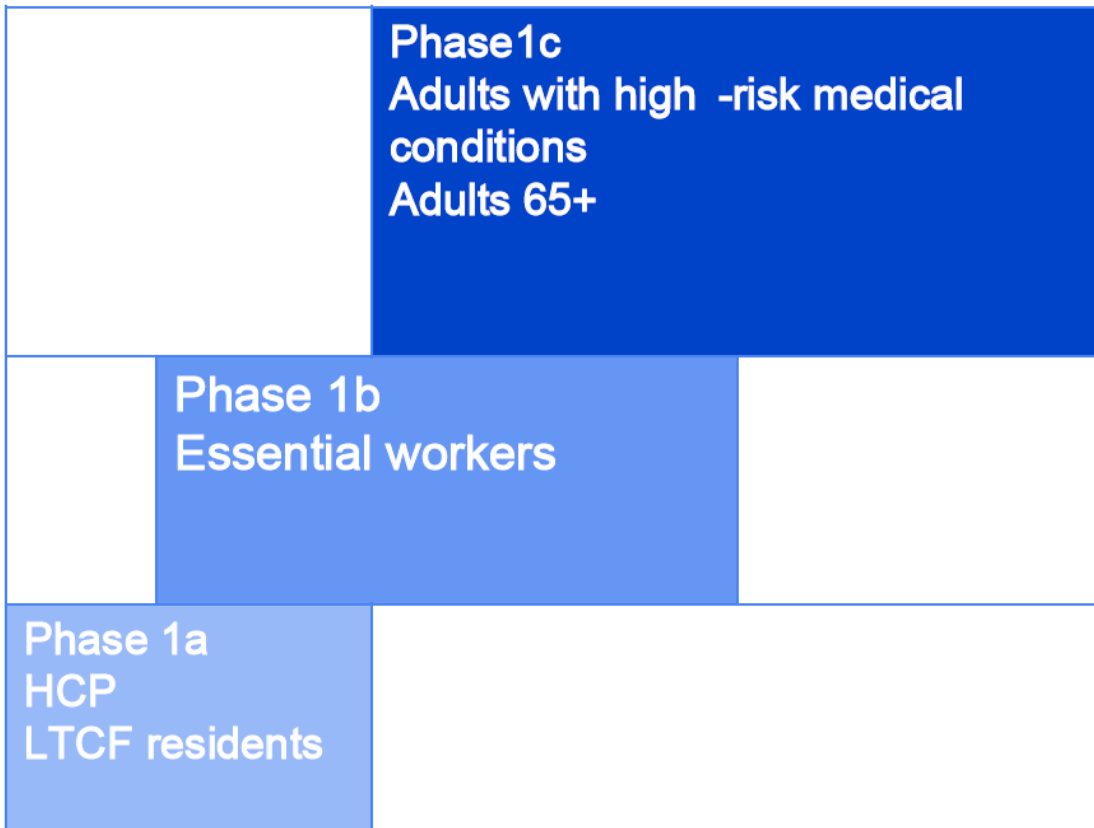 Phase1c
Adults with high -risk medical
conditions
Adults 65+
Phase 1b
Essential workers
Phase 1a
HCP
LTCF residents